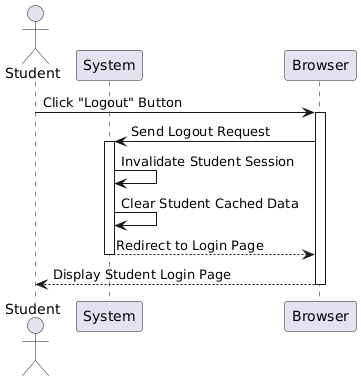 Student
System
Browser
Click "Logout" Button
Send Logout Request
Invalidate Student Session
Clear Student Cached Data
Redirect to Login Page
Display Student Login Page
Student
System
Browser